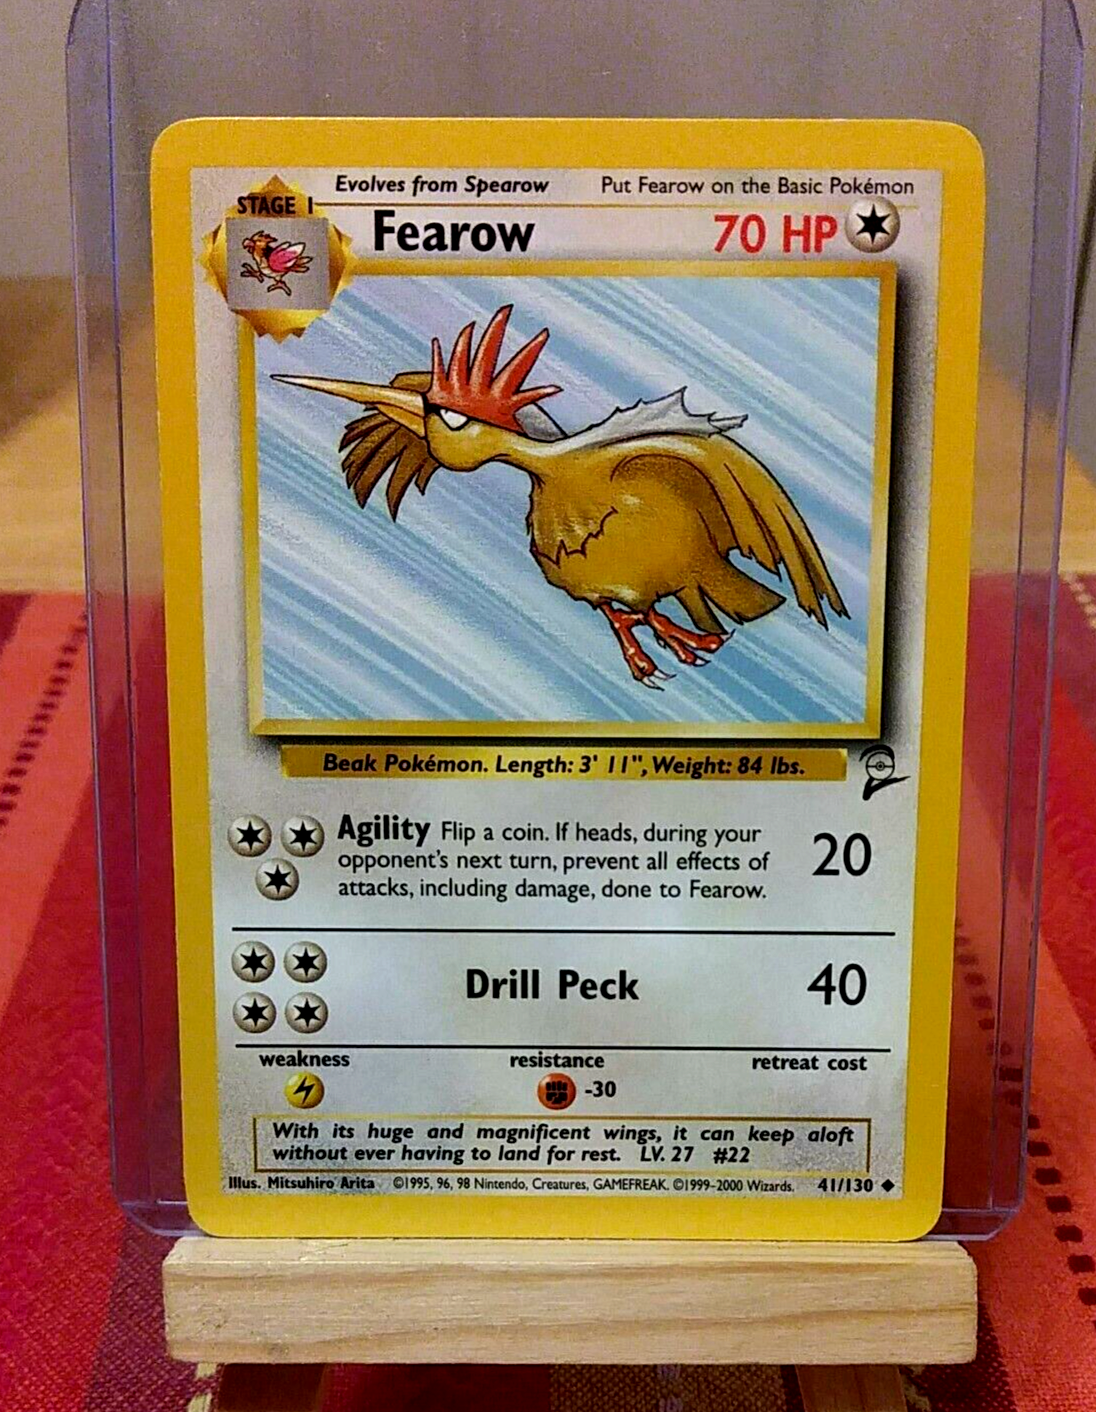 Evolves from Spearow Put Fearow on the Basic Pokémon
STAGE 1
Fearow 70 HP
Beak Pokémon. Length: 3' 11", Weight: 84 lbs.
Agility Flip a coin. If heads, during your
opponent's next turn, prevent all effects of
attacks, including damage, done to Fearow.
20
Drill Peck 40
weakness resistance retreat cost
-30
With its huge and magnificent wings, it can keep aloft
without ever having to land for rest. LV. 27 #22
Illus. Mitsuhiro Arita ©1995, 96, 98 Nintendo, Creatures, GAMEFREAK. ©1999-2000 Wizards. 41/130